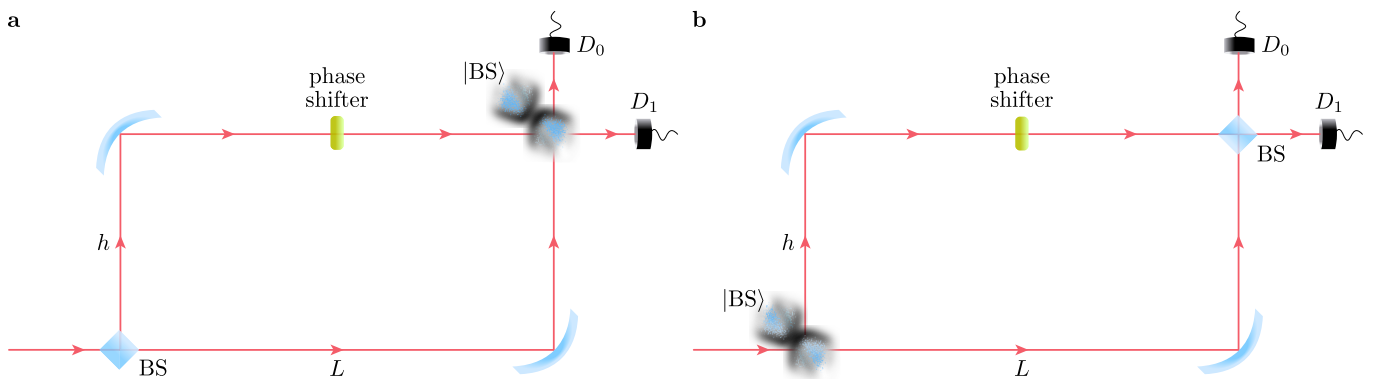 a
D₀
|BS⟩
phase
shifter
D₁
h
BS
L
b
D₀
phase
shifter
D₁
BS
h
|BS⟩
L